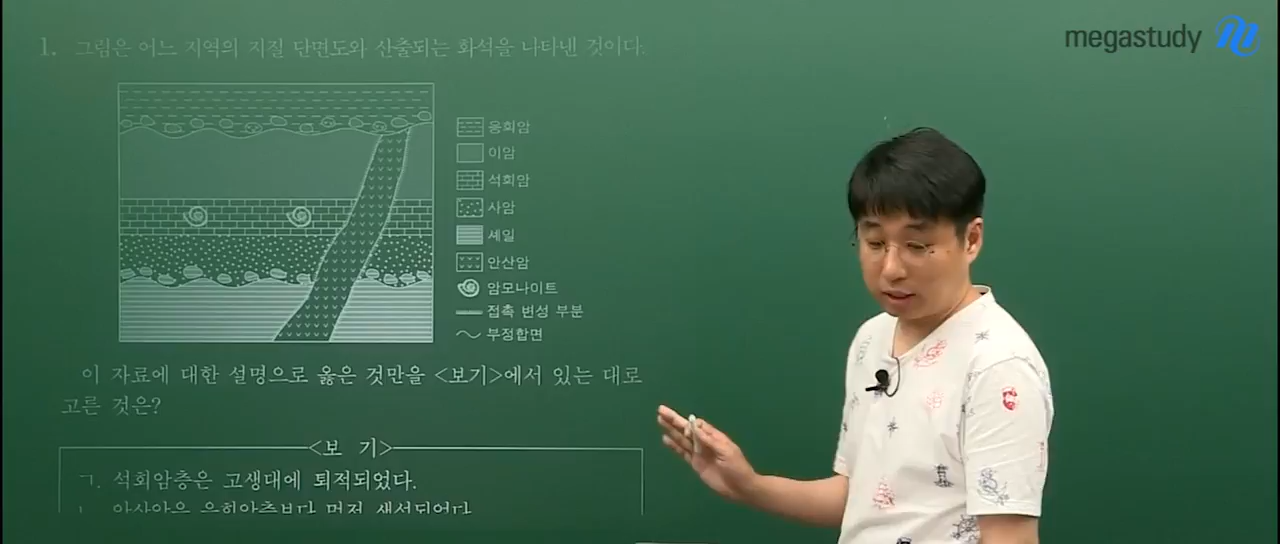 megastudy
1. 그림은 어느 지역의 지질 단면도와 산출되는 화석을 나타낸 것이다.
응회암
이암
석회암
사암
셰일
안산암
암모나이트
접촉 변성 부분
부정합면
이 자료에 대한 설명으로 옳은 것만을 <보기>에서 있는 대로
고른 것은?
<보 기>
ㄱ. 석회암층은 고생대에 퇴적되었다.